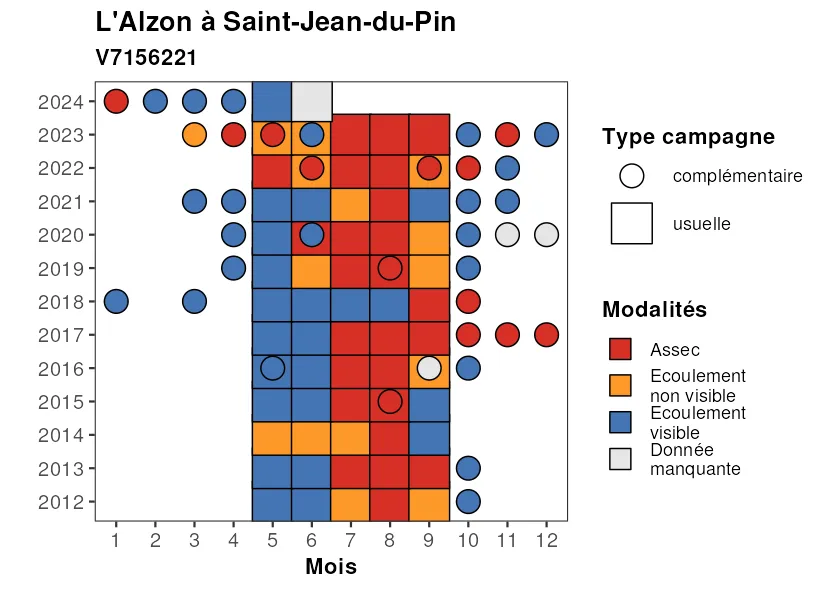 L'Alzon à Saint-Jean-du-Pin
V7156221
2024
2023
2022
2021
2020
2019
2018
2017
2016
2015
2014
2013
2012
1 2 3 4 5 6 7 8 9 10 11 12
Mois
Type campagne
complémentaire
usuelle
Modalités
Assec
Ecoulement
non visible
Ecoulement
visible
Donnée
manquante